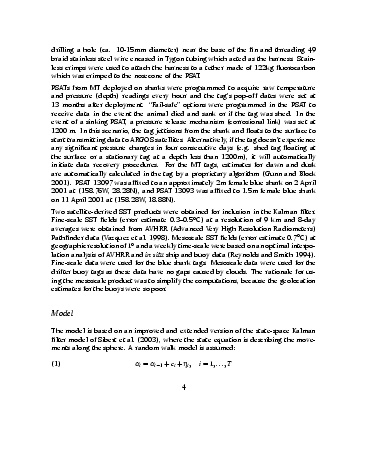 drilling a hole (ca. 10-15mm diameter) near the base of the fin and threading 49
braid stainless steel wire encased in Tygon tubing which acted as the harness. Stain-
less crimps were used to attach the harness to a tether made of 122kg fluorocarbon
which was crimped to the nosecone of the PSAT.
PSATs from MT deployed on sharks were programmed to acquire raw temperature
and pressure (depth) readings every hour and the tag's pop-off dates were set at
13 months after deployment. "Fail-safe" options were programmed in the PSAT to
receive data in the event the animal died and sank or if the tag was shed. In the
event of a sinking PSAT, a pressure release mechanism (corrosional link) was set at
1200 m. In this scenario, the tag jettisons from the shark and floats to the surface to
start transmitting data to ARGOS satellites. Alternatively, if the tag doesn't experience
any significant pressure changes in four consecutive days (e.g. shed tag floating at
the surface or a stationary tag at a depth less than 1200m), it will automatically
initiate data recovery procedures. For the MT tags, estimates for dawn and dusk
are automatically calculated in the tag by a proprietary algorithm (Gunn and Block
2001). PSAT 13097 was affixed to an approximately 2m female blue shark on 2 April
2001 at (158.76W, 28.28N), and PSAT 13093 was affixed to 1.5m female blue shark
on 11 April 2001 at (158.28W, 18.88N).
Two satellite-derived SST products were obtained for inclusion in the Kalman filter.
Fine-scale SST fields (error estimate 0.3-0.5°C) at a resolution of 9 km and 8-day
averages were obtained from AVHRR (Advanced Very High Resolution Radiometers)
Pathfinder data (Vazquez et al. 1998). Mesoscale SST fields (error estimate 0.7°C) at
geographic resolution of 1° and a weekly time-scale were based on a optimal interpo-
lation analysis of AVHRR and in situ ship and buoy data (Reynolds and Smith 1994).
Fine-scale data were used for the blue shark tags. Mesoscale data were used for the
drifter buoy tags as these data have no gaps caused by clouds. The rationale for us-
ing the mesoscale product was to simplify the computations, because the geolocation
estimates for the buoys were so poor.
Model
The model is based on an improved and extended version of the state-space Kalman
filter model of Sibert et al. (2003), where the state equation is describing the move-
ments along the sphere. A random walk model is assumed:
(1) αi = αi−1 + ci + ηi, i = 1, . . . , T
4